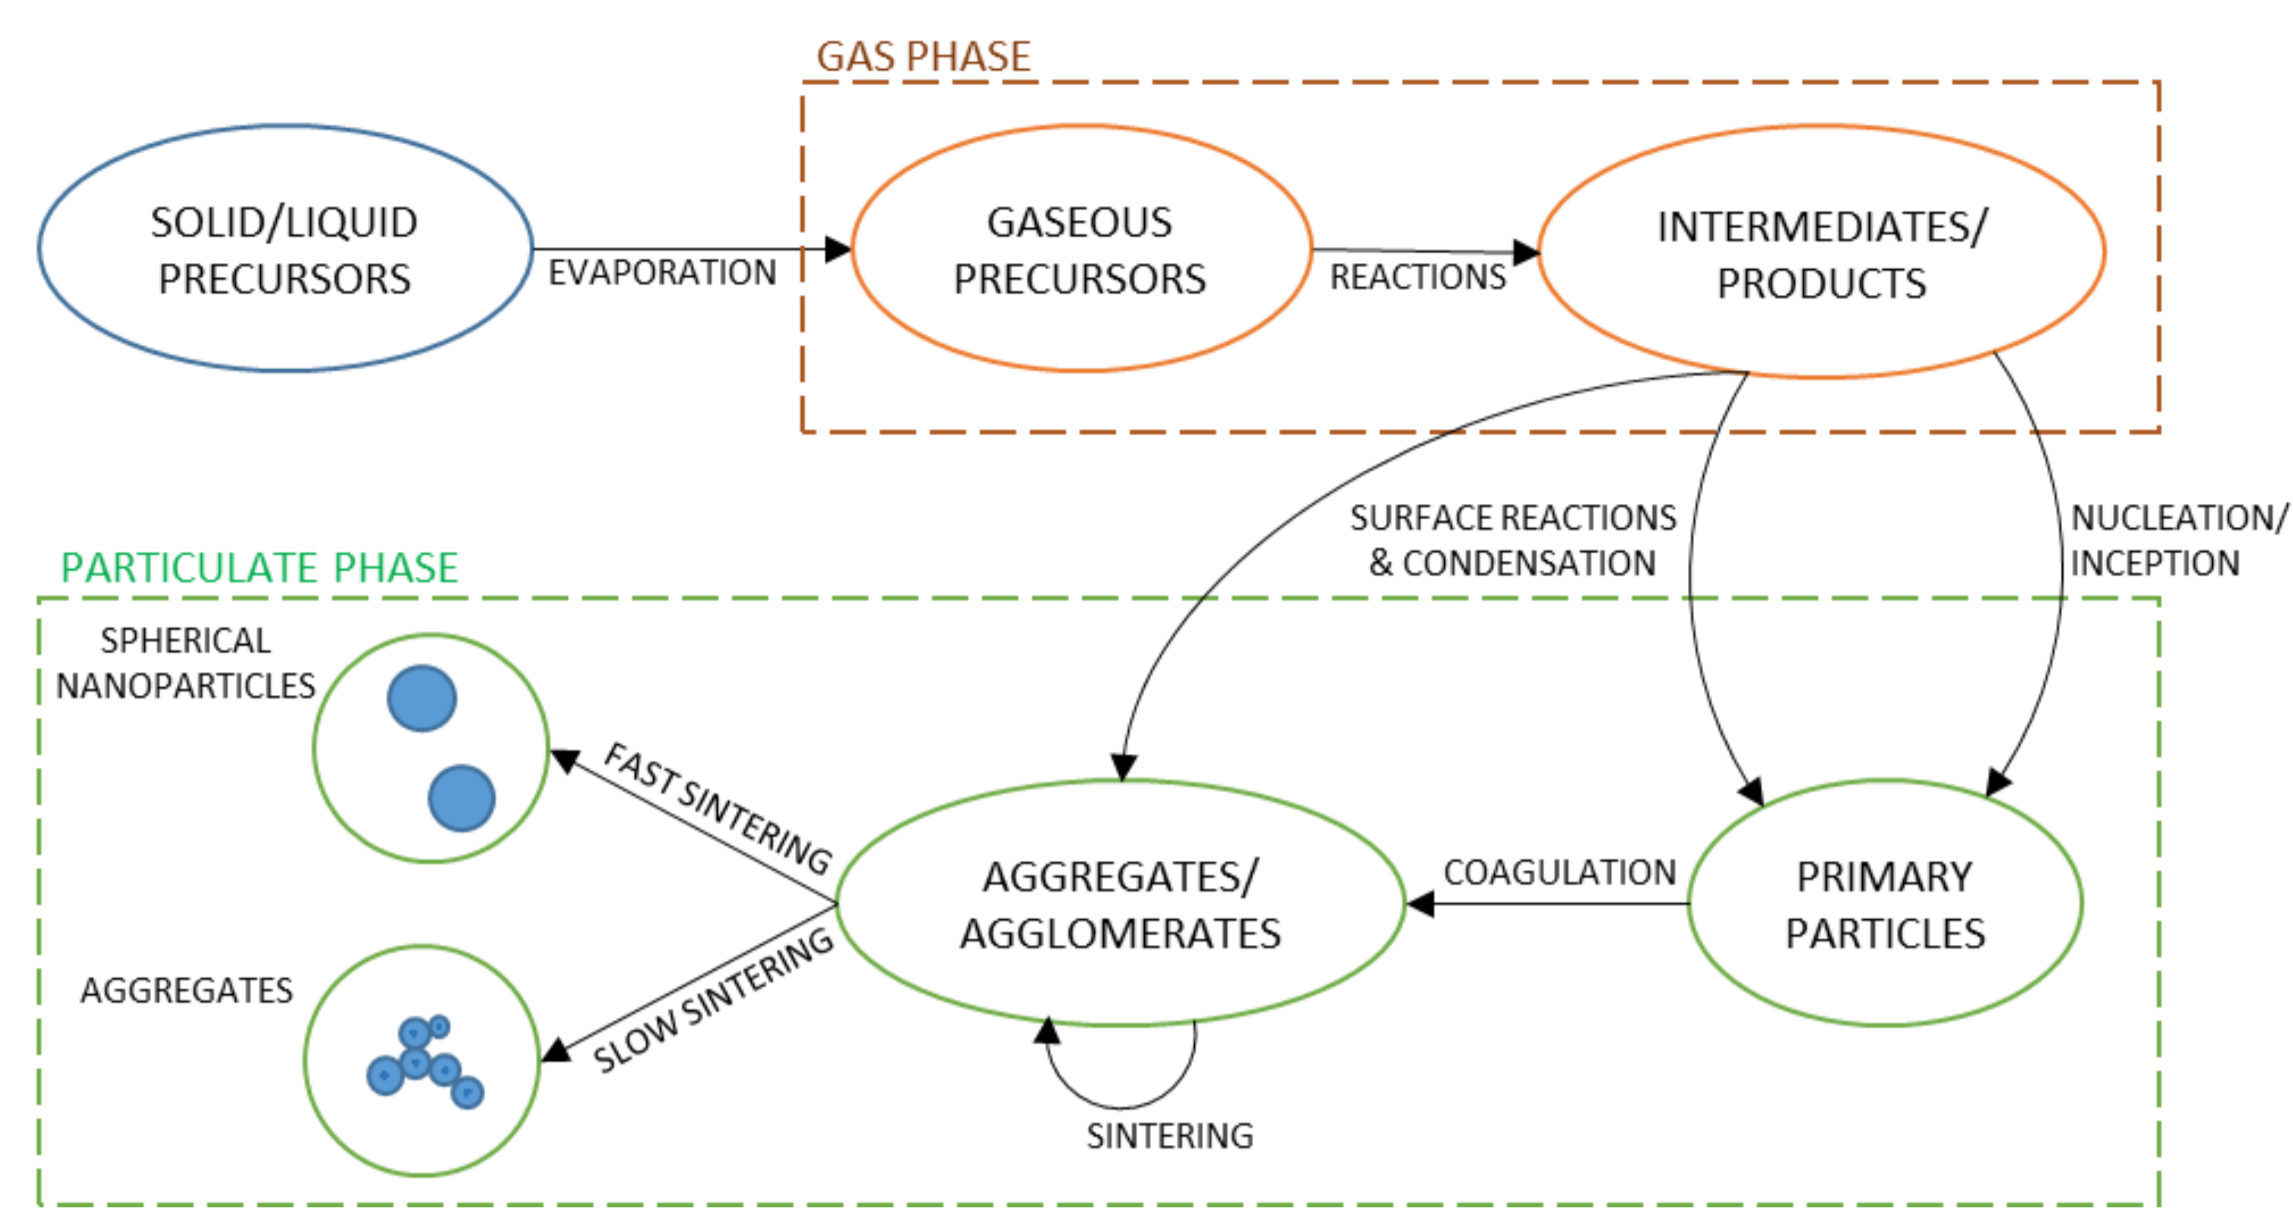 GAS PHASE
SOLID/LIQUID
PRECURSORS
EVAPORATION
GASEOUS
PRECURSORS
REACTIONS
INTERMEDIATES/
PRODUCTS
SURFACE REACTIONS
& CONDENSATION
NUCLEATION/
INCEPTION
PARTICULATE PHASE
SPHERICAL
NANOPARTICLES
FAST SINTERING
AGGREGATES/
AGGLOMERATES
COAGULATION
PRIMARY
PARTICLES
AGGREGATES
SLOW SINTERING
SINTERING